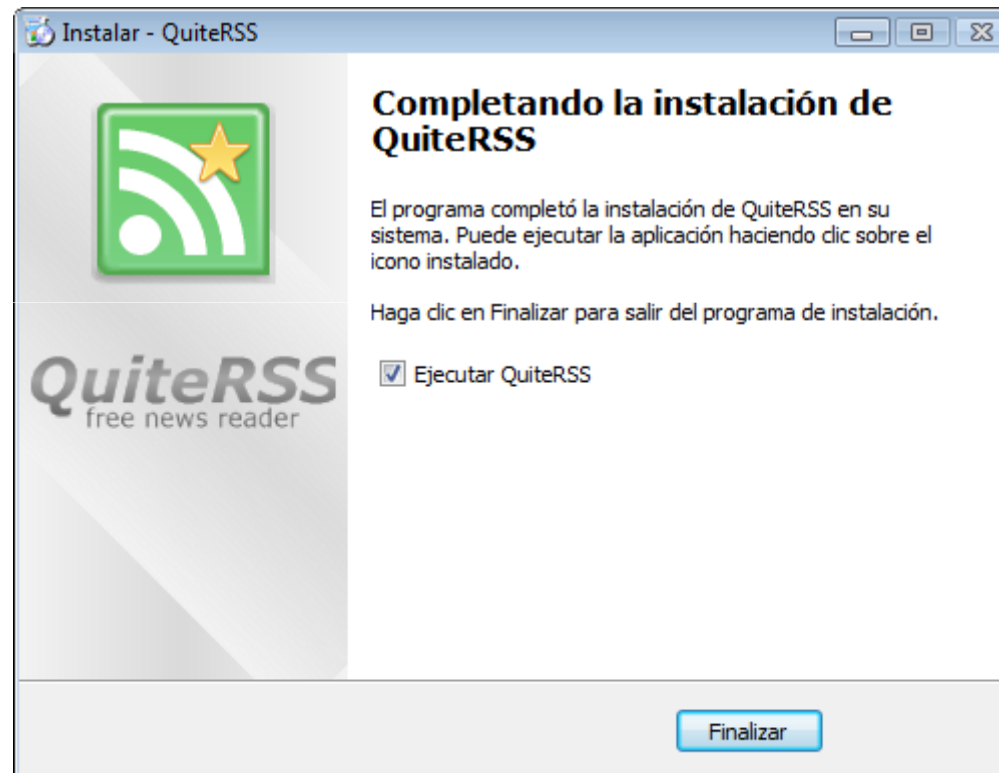 Instalar - QuiteRSS
Completando la instalación de
QuiteRSS
El programa completó la instalación de QuiteRSS en su
sistema. Puede ejecutar la aplicación haciendo clic sobre el
icono instalado.
Haga clic en Finalizar para salir del programa de instalación.
Ejecutar QuiteRSS
QuiteRSS
free news reader
Finalizar